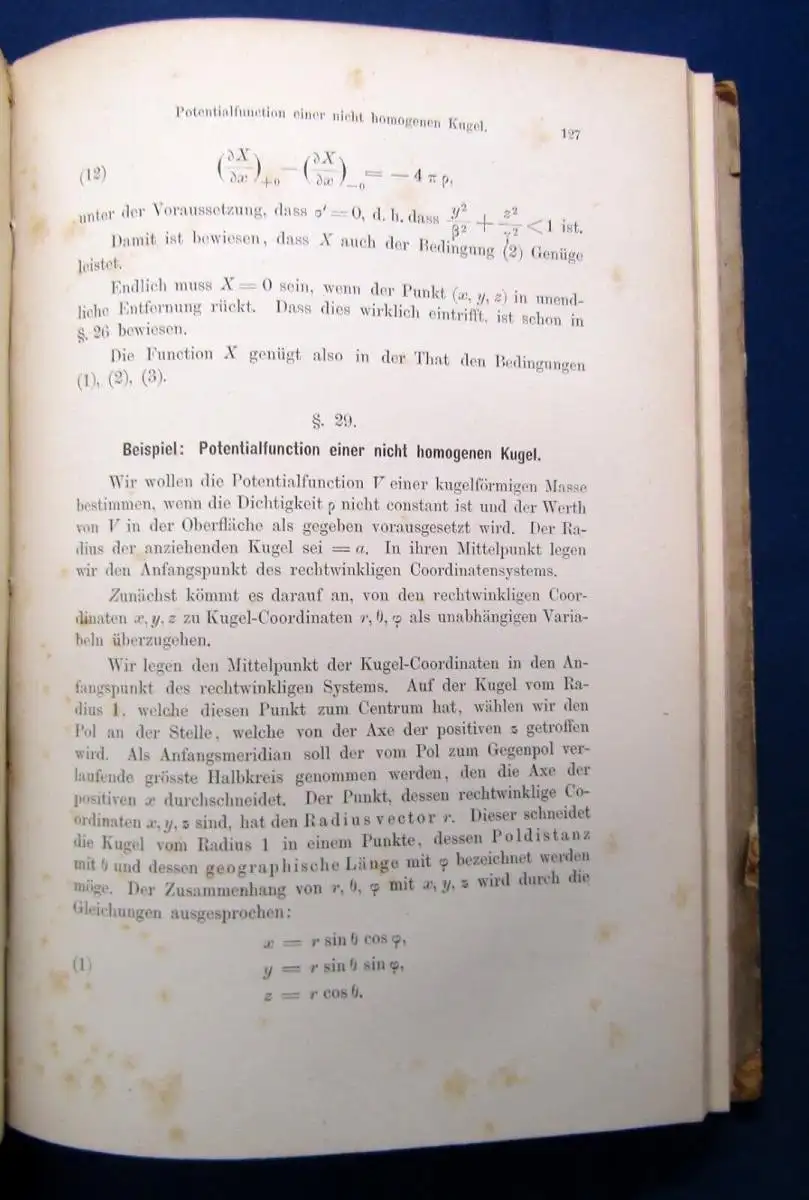 Potentialfunction einer nicht homogenen Kugel. 127
(12) (∂X/∂x)₊₀ − (∂X/∂x)₋₀ = − 4 π ρ,
unter der Voraussetzung, dass σ′ = 0, d. h. dass y²/β² + z²/γ² < 1 ist.
Damit ist bewiesen, dass X auch der Bedingung (2) Genüge
leistet.
Endlich muss X = 0 sein, wenn der Punkt (x, y, z) in unend-
liche Entfernung rückt. Dass dies wirklich eintrifft, ist schon in
§. 26 bewiesen.
Die Function X genügt also in der That den Bedingungen
(1), (2), (3).
§. 29.
Beispiel: Potentialfunction einer nicht homogenen Kugel.
Wir wollen die Potentialfunction V einer kugelförmigen Masse
bestimmen, wenn die Dichtigkeit ρ nicht constant ist und der Werth
von V in der Oberfläche als gegeben vorausgesetzt wird. Der Ra-
dius der anziehenden Kugel sei = a. In ihren Mittelpunkt legen
wir den Anfangspunkt des rechtwinkligen Coordinatensystems.
Zunächst kömmt es darauf an, von den rechtwinkligen Coor-
dinaten x, y, z zu Kugel-Coordinaten r, θ, φ als unabhängigen Varia-
beln überzugehen.
Wir legen den Mittelpunkt der Kugel-Coordinaten in den An-
fangspunkt des rechtwinkligen Systems. Auf der Kugel vom Ra-
dius 1, welche diesen Punkt zum Centrum hat, wählen wir den
Pol an der Stelle, welche von der Axe der positiven z getroffen
wird. Als Anfangsmeridian soll der vom Pol zum Gegenpol ver-
laufende grösste Halbkreis genommen werden, den die Axe der
positiven x durchschneidet. Der Punkt, dessen rechtwinklige Co-
ordinaten x, y, z sind, hat den Radiusvector r. Dieser schneidet
die Kugel vom Radius 1 in einem Punkte, dessen Poldistanz
mit θ und dessen geographische Länge mit φ bezeichnet werden
möge. Der Zusammenhang von r, θ, φ mit x, y, z wird durch die
Gleichungen ausgesprochen:
x = r sin θ cos φ,
(1) y = r sin θ sin φ,
z = r cos θ.